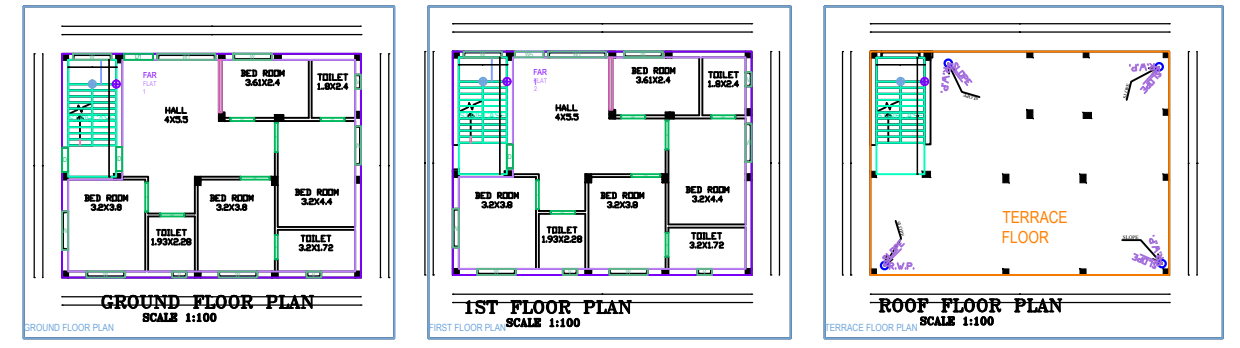 BED ROOM
3.61X2.4
TOILET
1.8X2.4
FAR
FLAT
1
HALL
4X5.5
BED ROOM
3.2X3.8
BED ROOM
3.2X3.8
BED ROOM
3.2X4.4
TOILET
1.93X2.28
TOILET
3.2X1.72
GROUND FLOOR PLAN
SCALE 1:100
GROUND FLOOR PLAN
BED ROOM
3.61X2.4
TOILET
1.8X2.4
FAR
FLAT
2
HALL
4X5.5
BED ROOM
3.2X3.8
BED ROOM
3.2X3.8
BED ROOM
3.2X4.4
TOILET
1.93X2.28
TOILET
3.2X1.72
1ST FLOOR PLAN
SCALE 1:100
FIRST FLOOR PLAN
SLOPE
R.W.P.
SLOPE
R.W.P.
SLOPE
SLOPE
TERRACE
FLOOR
SLOPE
SLOPE
R.W.P.
SLOPE
R.W.P.
SLOPE
ROOF FLOOR PLAN
SCALE 1:100
TERRACE FLOOR PLAN